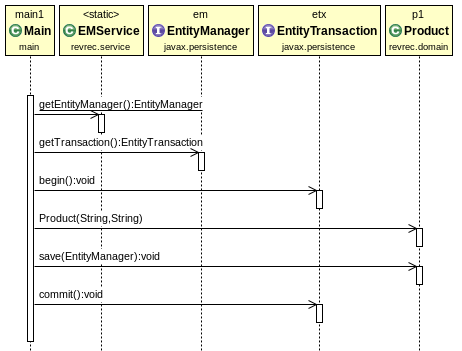 main1
C Main
main
<static>
C EMService
revrec.service
em
I EntityManager
javax.persistence
etx
I EntityTransaction
javax.persistence
p1
C Product
revrec.domain
getEntityManager():EntityManager
getTransaction():EntityTransaction
begin():void
Product(String,String)
save(EntityManager):void
commit():void